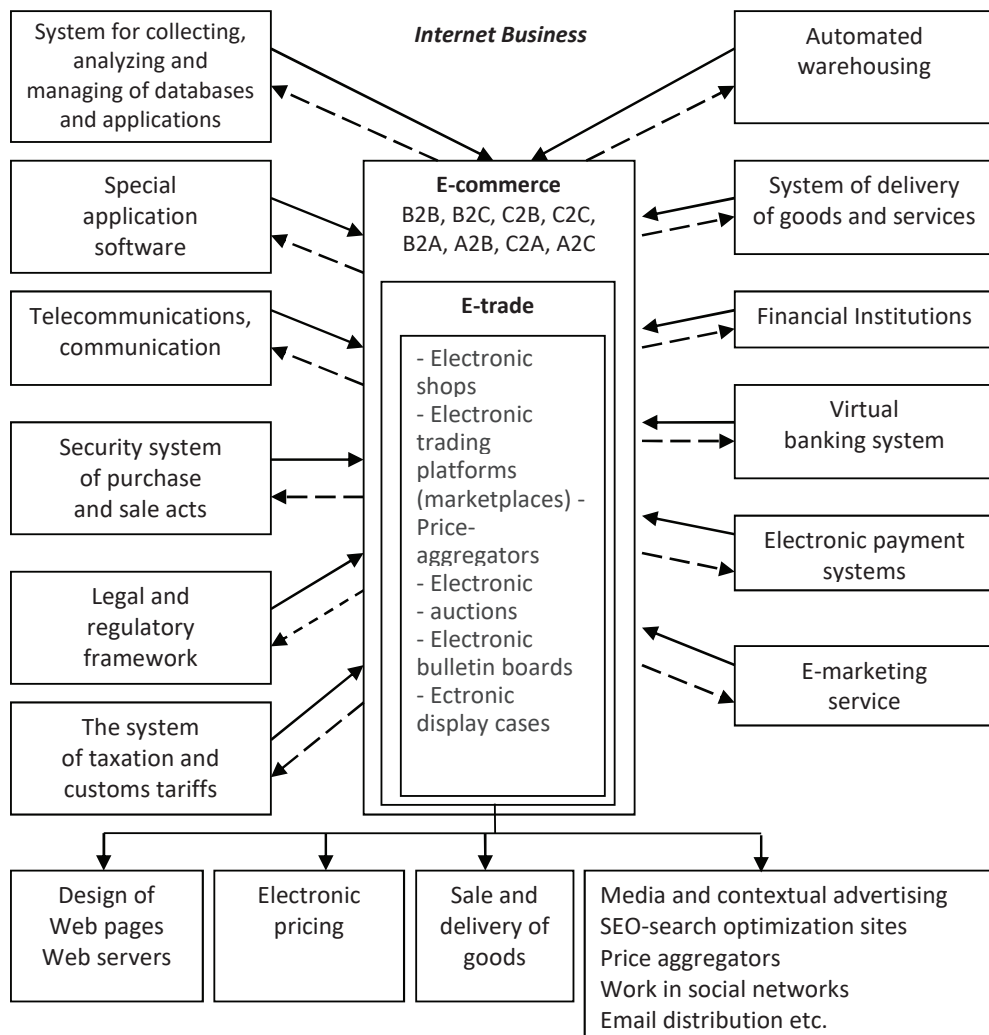 Internet Business
System for collecting,
analyzing and
managing of databases
and applications
Special
application
software
Telecommunications,
communication
Security system
of purchase
and sale acts
Legal and
regulatory
framework
The system
of taxation and
customs tariffs
E-commerce
B2B, B2C, C2B, C2C,
B2A, A2B, C2A, A2C
E-trade
- Electronic
shops
- Electronic
trading
platforms
(marketplaces) -
Price-
aggregators
- Electronic
- auctions
- Electronic
bulletin boards
- Ectronic
display cases
Automated
warehousing
System of delivery
of goods and services
Financial Institutions
Virtual
banking system
Electronic payment
systems
E-marketing
service
Design of
Web pages
Web servers
Electronic
pricing
Sale and
delivery of
goods
Media and contextual advertising
SEO-search optimization sites
Price aggregators
Work in social networks
Email distribution etc.